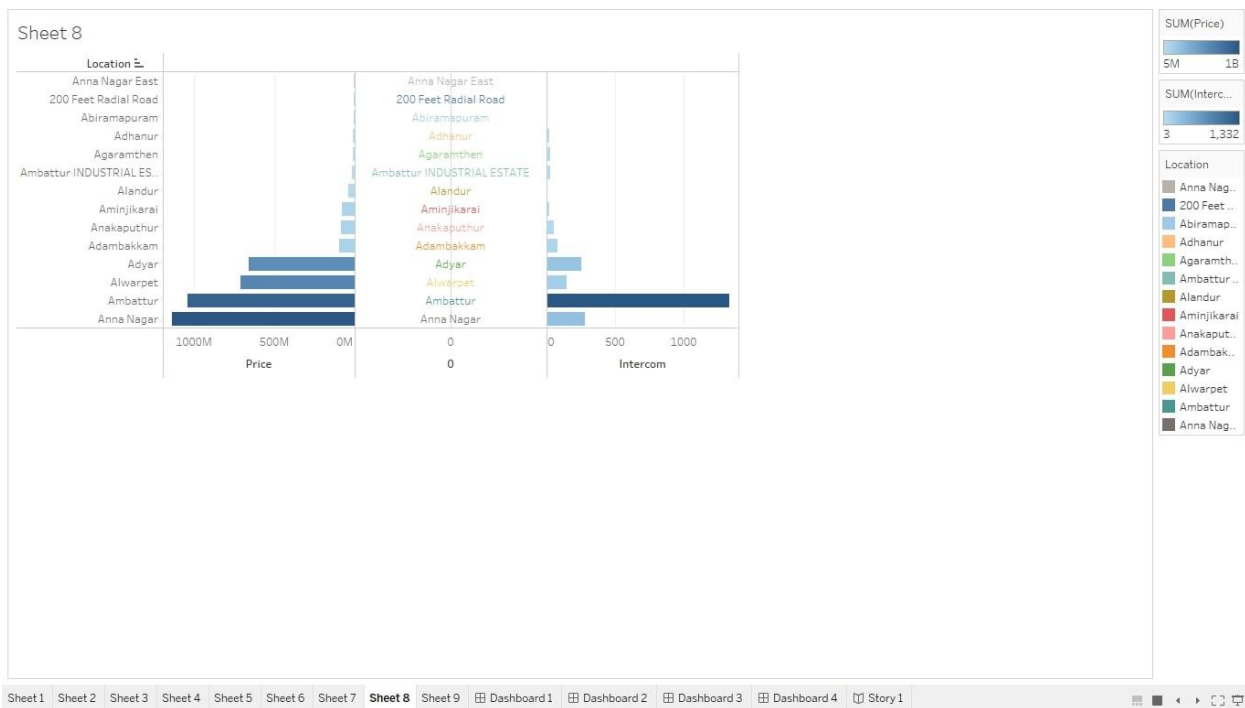 Sheet 8
Location
Anna Nagar East Anna Nagar East
200 Feet Radial Road 200 Feet Radial Road
Abiramapuram Abiramapuram
Adhanur Adhanur
Agaramthen Agaramthen
Ambattur INDUSTRIAL ES.. Ambattur INDUSTRIAL ESTATE
Alandur Alandur
Aminjikarai Aminjikarai
Anakaputhur Anakaputhur
Adambakkam Adambakkam
Adyar Adyar
Alwarpet Alwarpet
Ambattur Ambattur
Anna Nagar Anna Nagar
1000M 500M 0M 0 0 500 1000
Price 0 Intercom
SUM(Price)
5M 1B
SUM(Interc...
3 1,332
Location
Anna Nag..
200 Feet ..
Abiramap..
Adhanur
Agaramth..
Ambattur ..
Alandur
Aminjikarai
Anakaput..
Adambak..
Adyar
Alwarpet
Ambattur
Anna Nag..
Sheet 1 Sheet 2 Sheet 3 Sheet 4 Sheet 5 Sheet 6 Sheet 7 Sheet 8 Sheet 9 Dashboard 1 Dashboard 2 Dashboard 3 Dashboard 4 Story 1